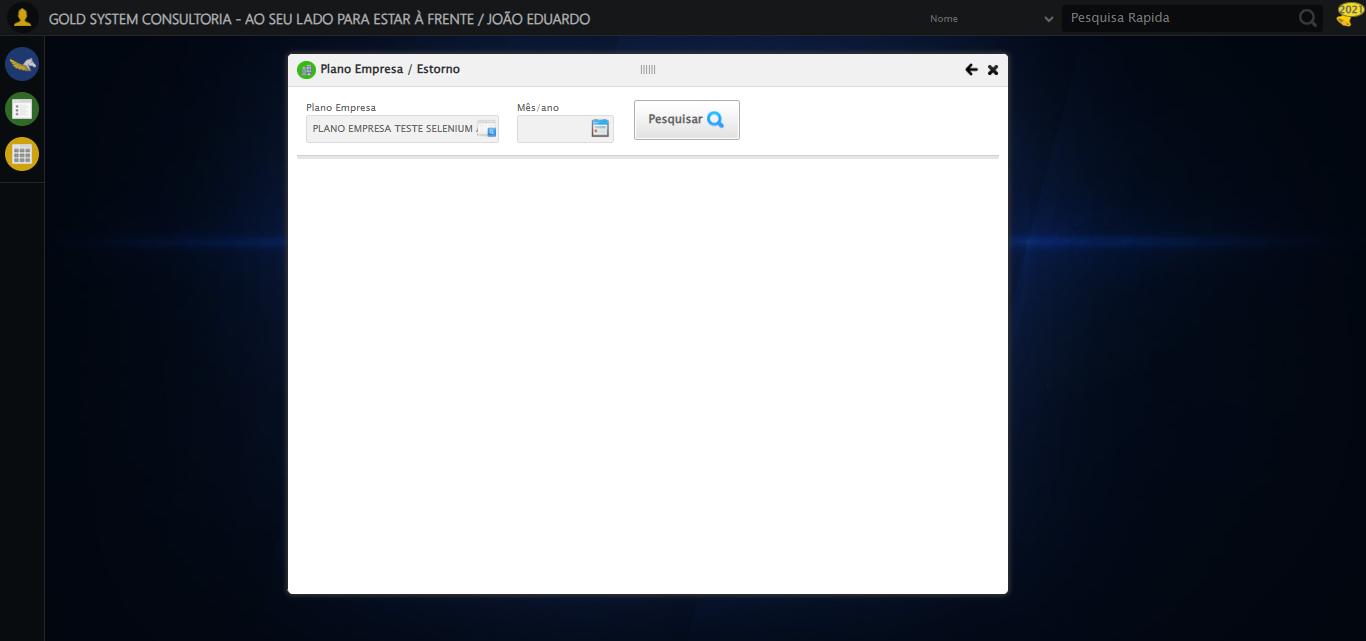 GOLD SYSTEM CONSULTORIA - AO SEU LADO PARA ESTAR À FRENTE / JOÃO EDUARDO
Nome
Pesquisa Rapida
2021
Plano Empresa / Estorno
Plano Empresa
Mês/ano
PLANO EMPRESA TESTE SELENIUM
Pesquisar